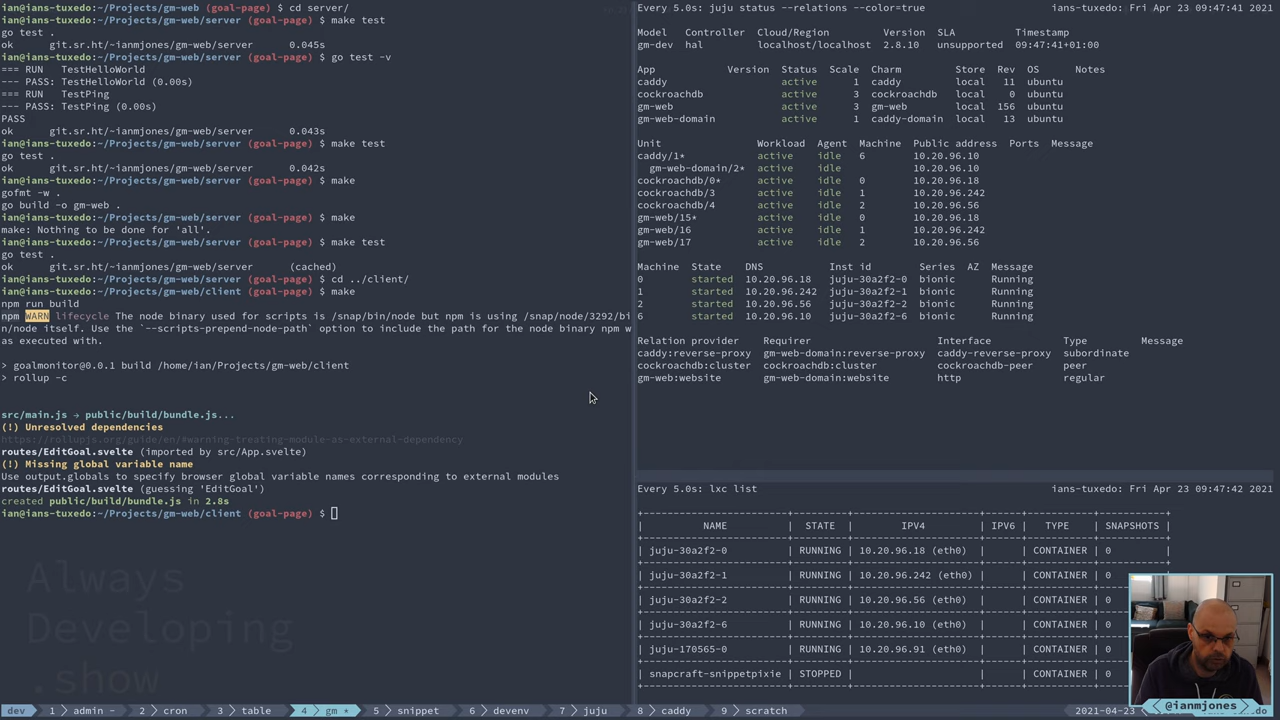 ian@ians-tuxedo:~/Projects/gm-web (goal-page) $ cd server/
ian@ians-tuxedo:~/Projects/gm-web/server (goal-page) $ make test
go test .
ok      git.sr.ht/~ianmjones/gm-web/server      0.045s
ian@ians-tuxedo:~/Projects/gm-web/server (goal-page) $ go test -v
=== RUN   TestHelloWorld
--- PASS: TestHelloWorld (0.00s)
=== RUN   TestPing
--- PASS: TestPing (0.00s)
PASS
ok      git.sr.ht/~ianmjones/gm-web/server      0.043s
ian@ians-tuxedo:~/Projects/gm-web/server (goal-page) $ make test
go test .
ok      git.sr.ht/~ianmjones/gm-web/server      0.042s
ian@ians-tuxedo:~/Projects/gm-web/server (goal-page) $ make
gofmt -w .
go build -o gm-web .
ian@ians-tuxedo:~/Projects/gm-web/server (goal-page) $ make
make: Nothing to be done for 'all'.
ian@ians-tuxedo:~/Projects/gm-web/server (goal-page) $ make test
go test .
ok      git.sr.ht/~ianmjones/gm-web/server      (cached)
ian@ians-tuxedo:~/Projects/gm-web/server (goal-page) $ cd ../client/
ian@ians-tuxedo:~/Projects/gm-web/client (goal-page) $ make
npm run build
npm WARN lifecycle The node binary used for scripts is /snap/bin/node but npm is using /snap/node/3292/bi
n/node itself. Use the `--scripts-prepend-node-path` option to include the path for the node binary npm w
as executed with.
> goalmonitor@0.0.1 build /home/ian/Projects/gm-web/client
> rollup -c
src/main.js → public/build/bundle.js...
(!) Unresolved dependencies
https://rollupjs.org/guide/en/#warning-treating-module-as-external-dependency
routes/EditGoal.svelte (imported by src/App.svelte)
(!) Missing global variable name
Use output.globals to specify browser global variable names corresponding to external modules
routes/EditGoal.svelte (guessing 'EditGoal')
created public/build/bundle.js in 2.8s
ian@ians-tuxedo:~/Projects/gm-web/client (goal-page) $
Always
Developing
.show
Every 5.0s: juju status --relations --color=true      ians-tuxedo: Fri Apr 23 09:47:41 2021
Model   Controller  Cloud/Region         Version  SLA          Timestamp
gm-dev  hal         localhost/localhost  2.8.10   unsupported  09:47:41+01:00
App            Version  Status  Scale  Charm         Store  Rev  OS      Notes
caddy                   active      1  caddy         local   11  ubuntu
cockroachdb             active      3  cockroachdb   local    0  ubuntu
gm-web                  active      3  gm-web        local  156  ubuntu
gm-web-domain           active      1  caddy-domain  local   13  ubuntu
Unit                Workload  Agent  Machine  Public address  Ports  Message
caddy/1*            active    idle   6        10.20.96.10
gm-web-domain/2*  active    idle            10.20.96.10
cockroachdb/0*      active    idle   0        10.20.96.18
cockroachdb/3       active    idle   1        10.20.96.242
cockroachdb/4       active    idle   2        10.20.96.56
gm-web/15*          active    idle   0        10.20.96.18
gm-web/16           active    idle   1        10.20.96.242
gm-web/17           active    idle   2        10.20.96.56
Machine  State    DNS           Inst id        Series  AZ  Message
0        started  10.20.96.18   juju-30a2f2-0  bionic      Running
1        started  10.20.96.242  juju-30a2f2-1  bionic      Running
2        started  10.20.96.56   juju-30a2f2-2  bionic      Running
6        started  10.20.96.10   juju-30a2f2-6  bionic      Running
Relation provider    Requirer                     Interface            Type         Message
caddy:reverse-proxy  gm-web-domain:reverse-proxy  caddy-reverse-proxy  subordinate
cockroachdb:cluster  cockroachdb:cluster          cockroachdb-peer     peer
gm-web:website       gm-web-domain:website        http                 regular
Every 5.0s: lxc list      ians-tuxedo: Fri Apr 23 09:47:42 2021
| NAME | STATE | IPV4 | IPV6 | TYPE | SNAPSHOTS |
| juju-30a2f2-0 | RUNNING | 10.20.96.18 (eth0) | | CONTAINER | 0 |
| juju-30a2f2-1 | RUNNING | 10.20.96.242 (eth0) | | CONTAINER | 0
| juju-30a2f2-2 | RUNNING | 10.20.96.56 (eth0) | | CONTAINER | 0
| juju-30a2f2-6 | RUNNING | 10.20.96.10 (eth0) | | CONTAINER | 0
| juju-170565-0 | RUNNING | 10.20.96.91 (eth0) | | CONTAINER | 0
| snapcraft-snippetpixie | STOPPED | | | CONTAINER | 0
@ianmjones
dev  1 admin -  2 cron  3 table  4 gm *  5 snippet  6 devenv  7 juju  8 caddy  9 scratch  2021-04-23